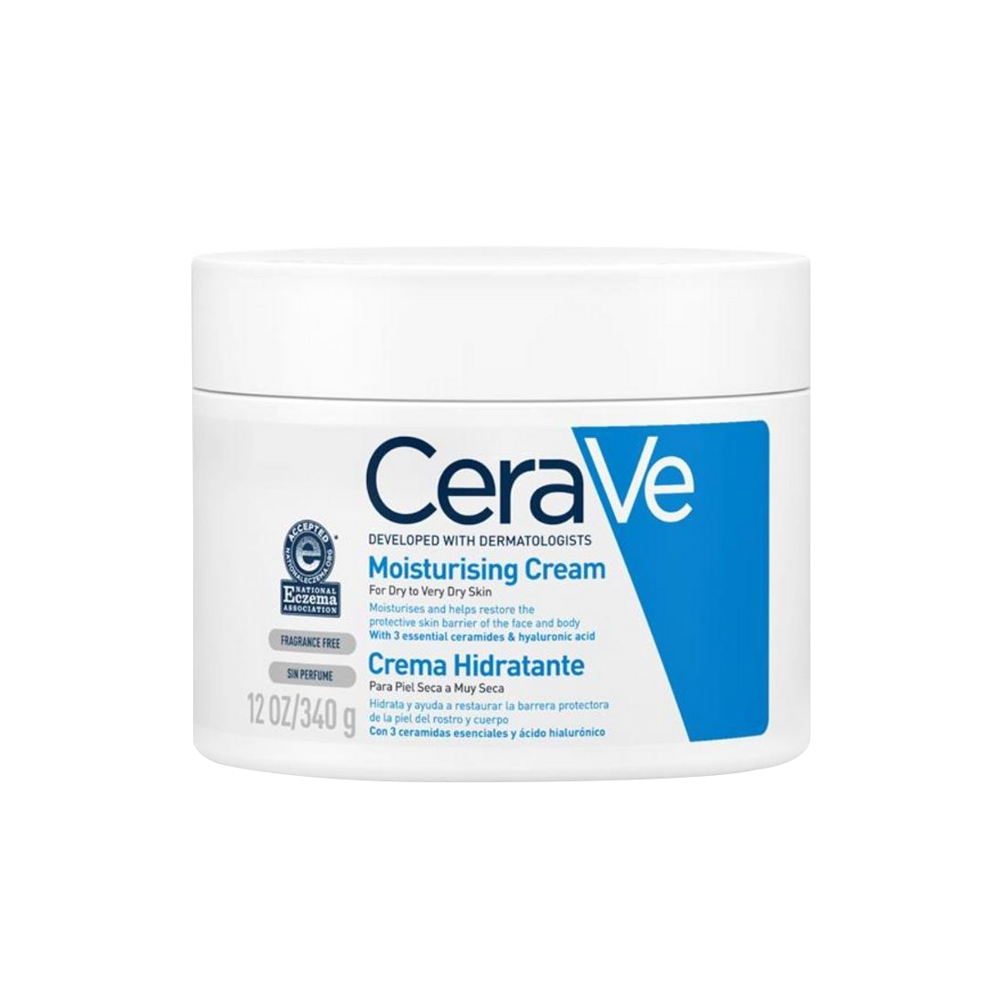 CeraVe
DEVELOPED WITH DERMATOLOGISTS
Moisturising Cream
For Dry to Very Dry Skin
Moisturises and helps restore the
protective skin barrier of the face and body
With 3 essential ceramides & hyaluronic acid
Crema Hidratante
Para Piel Seca a Muy Seca
Hidrata y ayuda a restaurar la barrera protectora
de la piel del rostro y cuerpo
Con 3 ceramidas esenciales y ácido hialurónico
ACCEPTED
NATIONALECZEMA.ORG
e
NATIONAL
Eczema
ASSOCIATION
FRAGRANCE FREE
SIN PERFUME
12 OZ/340 g